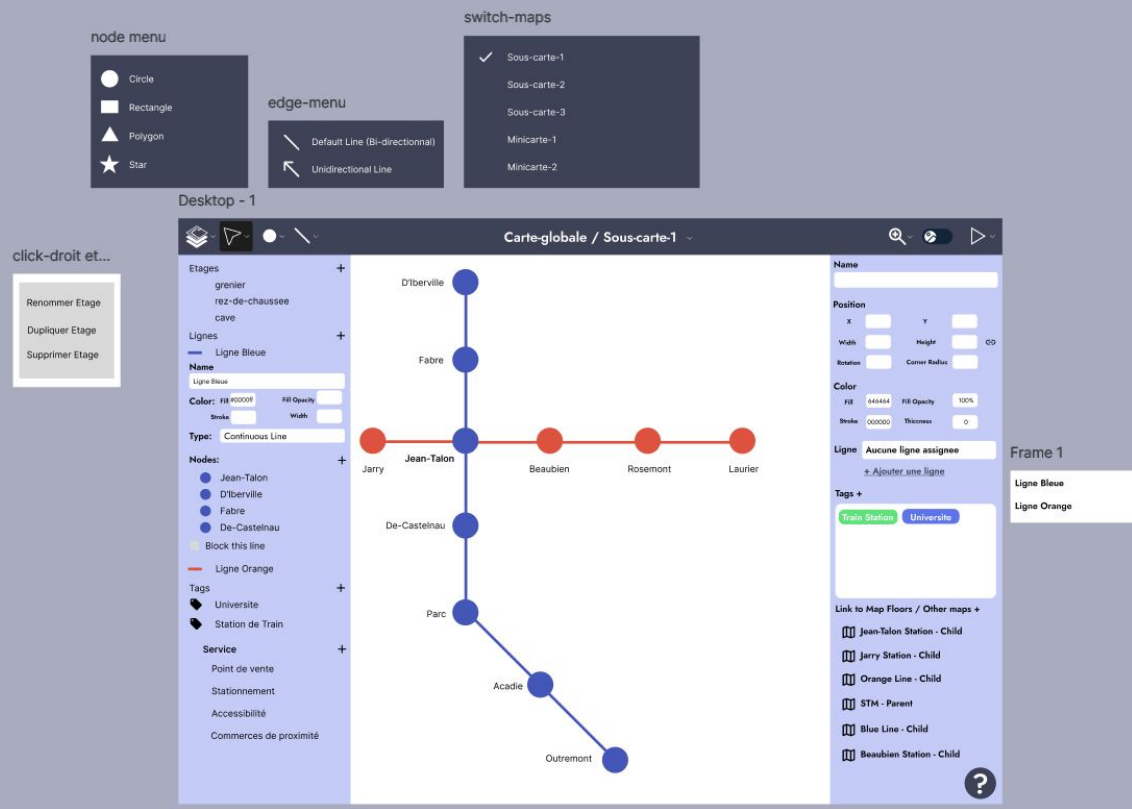 switch-maps
node menu
Circle
Rectangle
Polygon
Star
edge-menu
Default Line (Bi-directionnal)
Unidirectional Line
Sous-carte-1
Sous-carte-2
Sous-carte-3
Minicarte-1
Minicarte-2
Desktop - 1
click-droit et...
Renommer Etage
Dupliquer Etage
Supprimer Etage
Carte-globale / Sous-carte-1
Etages +
grenier
rez-de-chaussee
cave
Lignes +
Ligne Bleue
Name
Ligne Bleue
Color: Fill #0000ff Fill Opacity
Stroke Width
Type: Continuous Line
Nodes: +
Jean-Talon
D'Iberville
Fabre
De-Castelnau
Block this line
Ligne Orange
Tags +
Universite
Station de Train
Service +
Point de vente
Stationnement
Accessibilité
Commerces de proximité
D'Iberville
Fabre
Jean-Talon
Jarry
Beaubien
Rosemont
Laurier
De-Castelnau
Parc
Acadie
Outremont
Name
Position
X Y
Width Height
Rotation Corner Radius
Color
Fill 646464 Fill Opacity 100%
Stroke 000000 Thiccness 0
Ligne Aucune ligne assignee
+ Ajouter une ligne
Tags +
Train Station Universite
Link to Map Floors / Other maps +
Jean-Talon Station - Child
Jarry Station - Child
Orange Line - Child
STM - Parent
Blue Line - Child
Beaubien Station - Child
?
Frame 1
Ligne Bleue
Ligne Orange